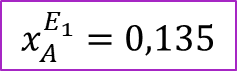 $x_A^{E_1} = 0{,}135$